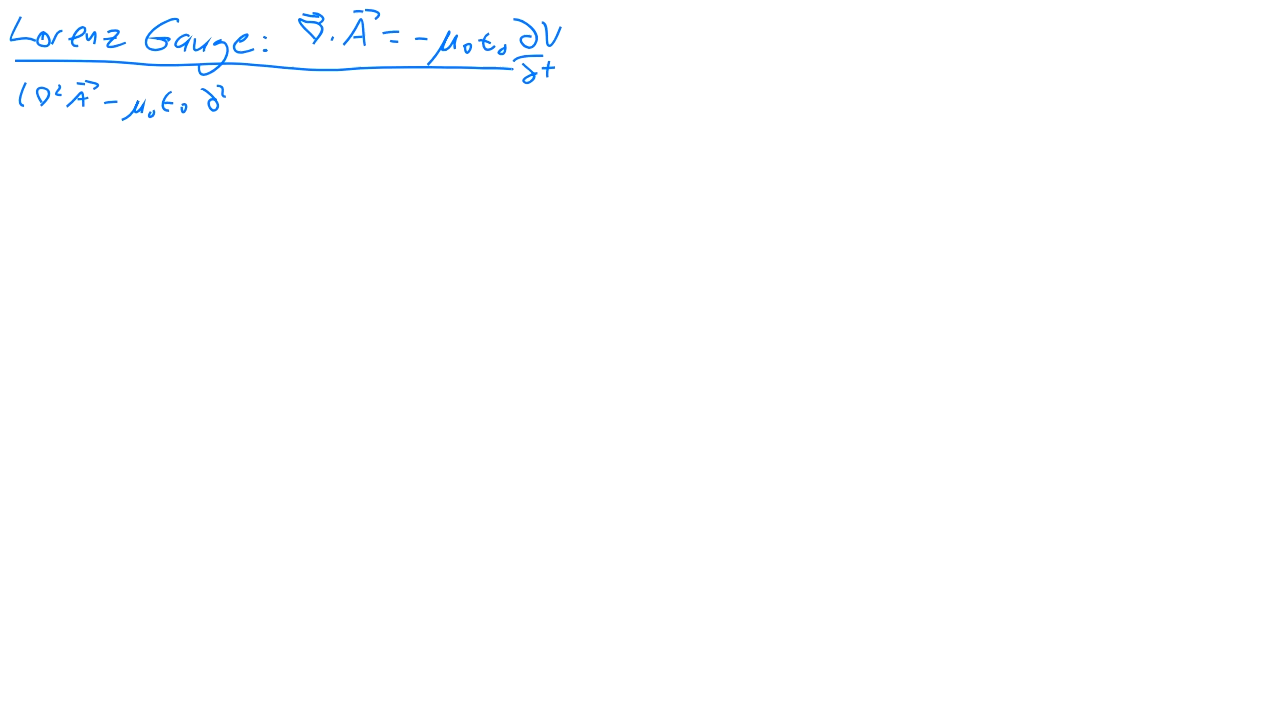 Lorenz Gauge: ∇⃗ · A⃗ = -μ₀ε₀ ∂V/∂t
(∇²A⃗ - μ₀ε₀ ∂²